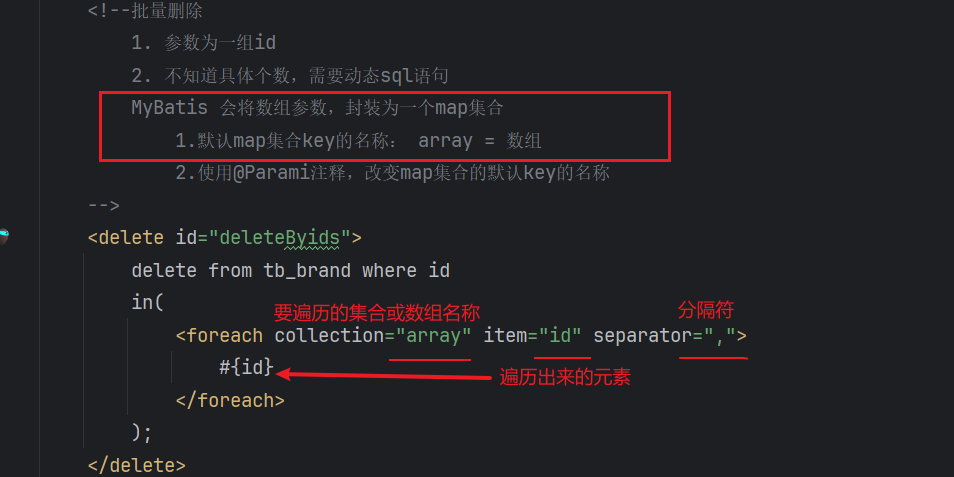 <!--批量删除
1. 参数为一组id
2. 不知道具体个数，需要动态sql语句
MyBatis 会将数组参数，封装为一个map集合
1.默认map集合key的名称： array = 数组
2.使用@Parami注释，改变map集合的默认key的名称
-->
<delete id="deleteByids">
delete from tb_brand where id
in(
要遍历的集合或数组名称
分隔符
<foreach collection="array" item="id" separator=",">
#{id}
遍历出来的元素
</foreach>
);
</delete>